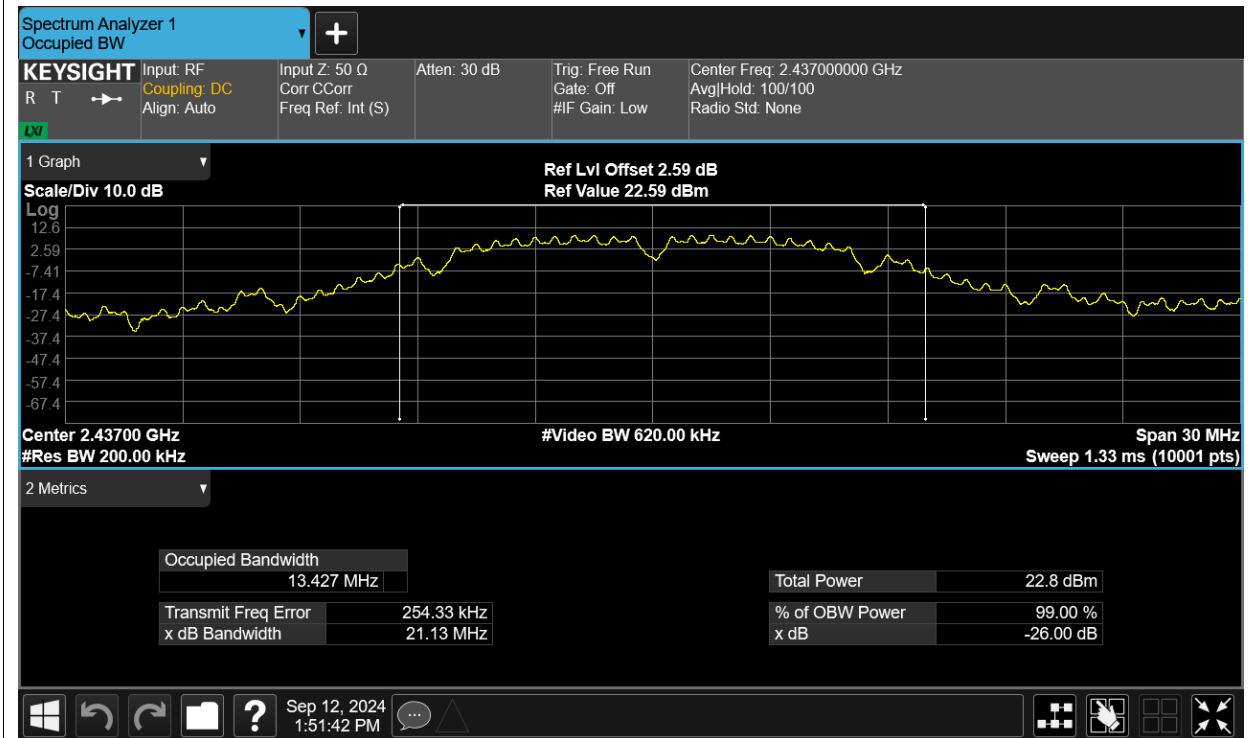 Spectrum Analyzer 1
Occupied BW
KEYSIGHT
R T
LXI
Input: RF
Coupling: DC
Align: Auto
Input Z: 50 Ω
Corr CCorr
Freq Ref: Int (S)
Atten: 30 dB
Trig: Free Run
Gate: Off
#IF Gain: Low
Center Freq: 2.437000000 GHz
Avg|Hold: 100/100
Radio Std: None
1 Graph
Scale/Div 10.0 dB
Ref Lvl Offset 2.59 dB
Ref Value 22.59 dBm
Log
12.6
2.59
-7.41
-17.4
-27.4
-37.4
-47.4
-57.4
-67.4
Center 2.43700 GHz
#Video BW 620.00 kHz
Span 30 MHz
#Res BW 200.00 kHz
Sweep 1.33 ms (10001 pts)
2 Metrics
Occupied Bandwidth
13.427 MHz
Total Power 22.8 dBm
Transmit Freq Error 254.33 kHz
% of OBW Power 99.00 %
x dB Bandwidth 21.13 MHz
x dB -26.00 dB
?
Sep 12, 2024
1:51:42 PM